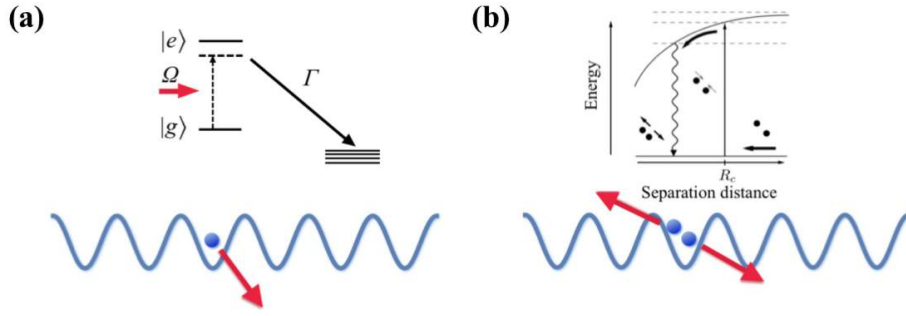 (a)
|e⟩
Ω
Γ
|g⟩
(b)
Energy
R_c
Separation distance